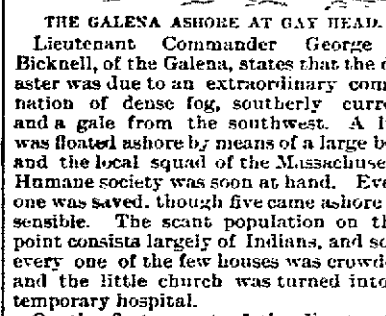 THE GALENA ASHORE AT GAY HEAD.
Lieutenant Commander George
Bicknell, of the Galena, states that the d
aster was due to an extraordinary com
nation of dense fog, southerly curr
and a gale from the southwest. A l
was floated ashore by means of a large b
and the local squad of the Massachuse
Humane society was soon at hand. Eve
one was saved. though five came ashore
sensible. The scant population on th
point consists largely of Indians, and so
every one of the few houses was crowd
and the little church was turned into
temporary hospital.